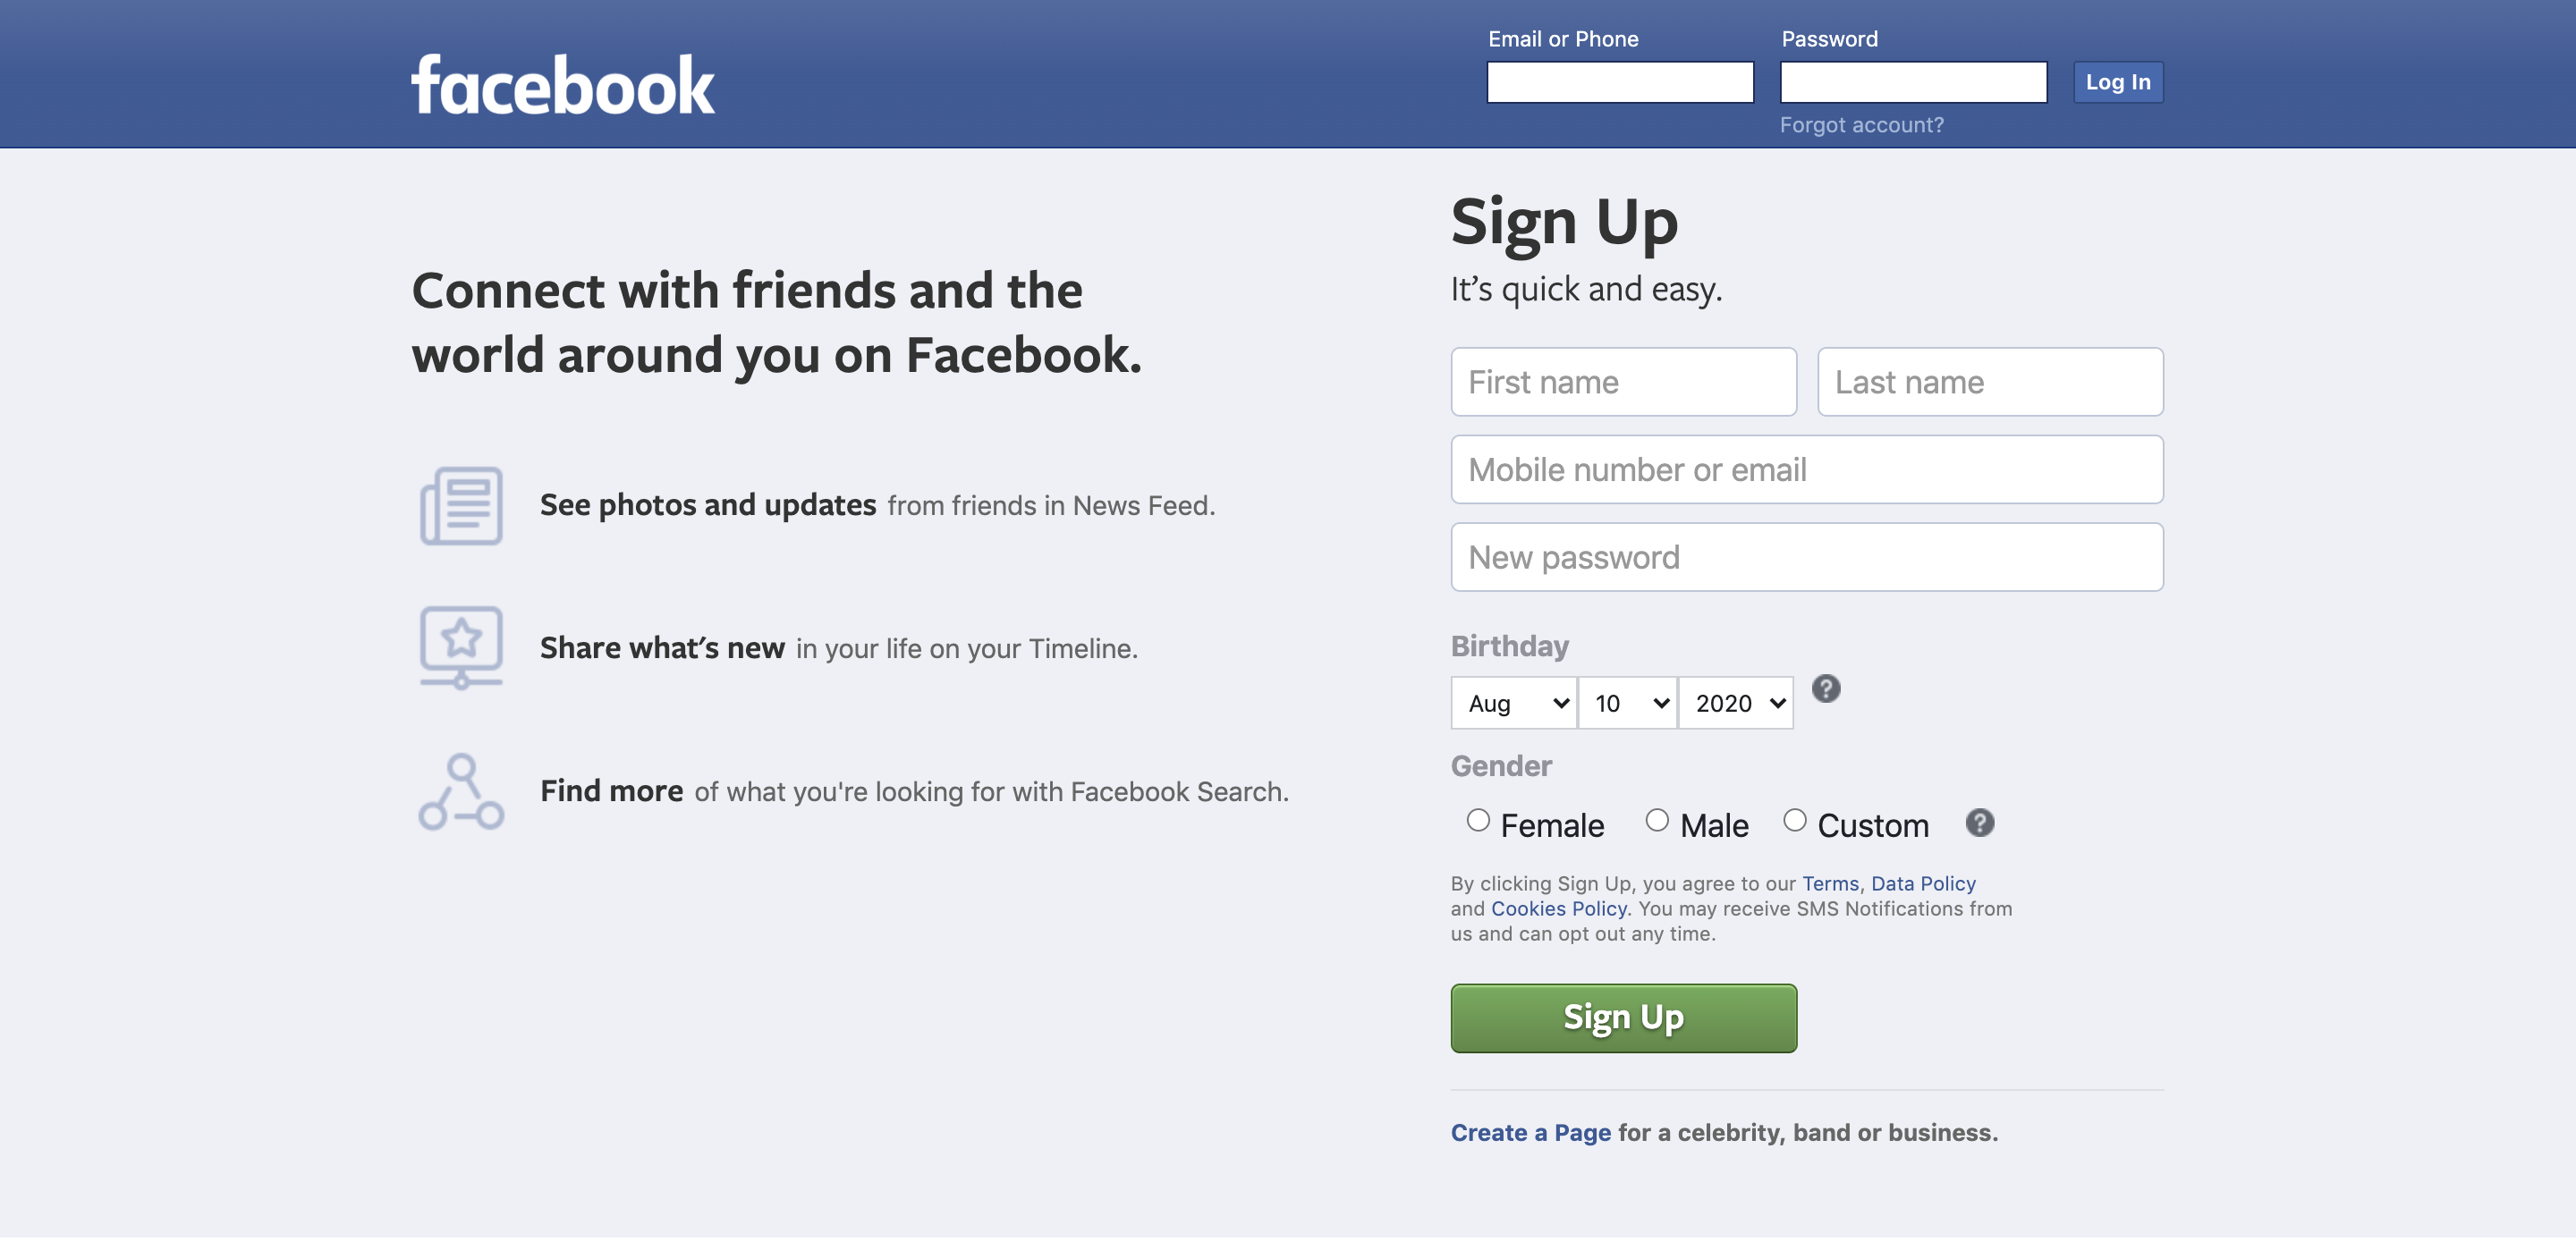 facebook
Email or Phone
Password
Log In
Forgot account?
Connect with friends and the
world around you on Facebook.
See photos and updates from friends in News Feed.
Share what's new in your life on your Timeline.
Find more of what you're looking for with Facebook Search.
Sign Up
It’s quick and easy.
First name
Last name
Mobile number or email
New password
Birthday
Aug 10 2020 ?
Gender
Female Male Custom ?
By clicking Sign Up, you agree to our Terms, Data Policy
and Cookies Policy. You may receive SMS Notifications from
us and can opt out any time.
Sign Up
Create a Page for a celebrity, band or business.